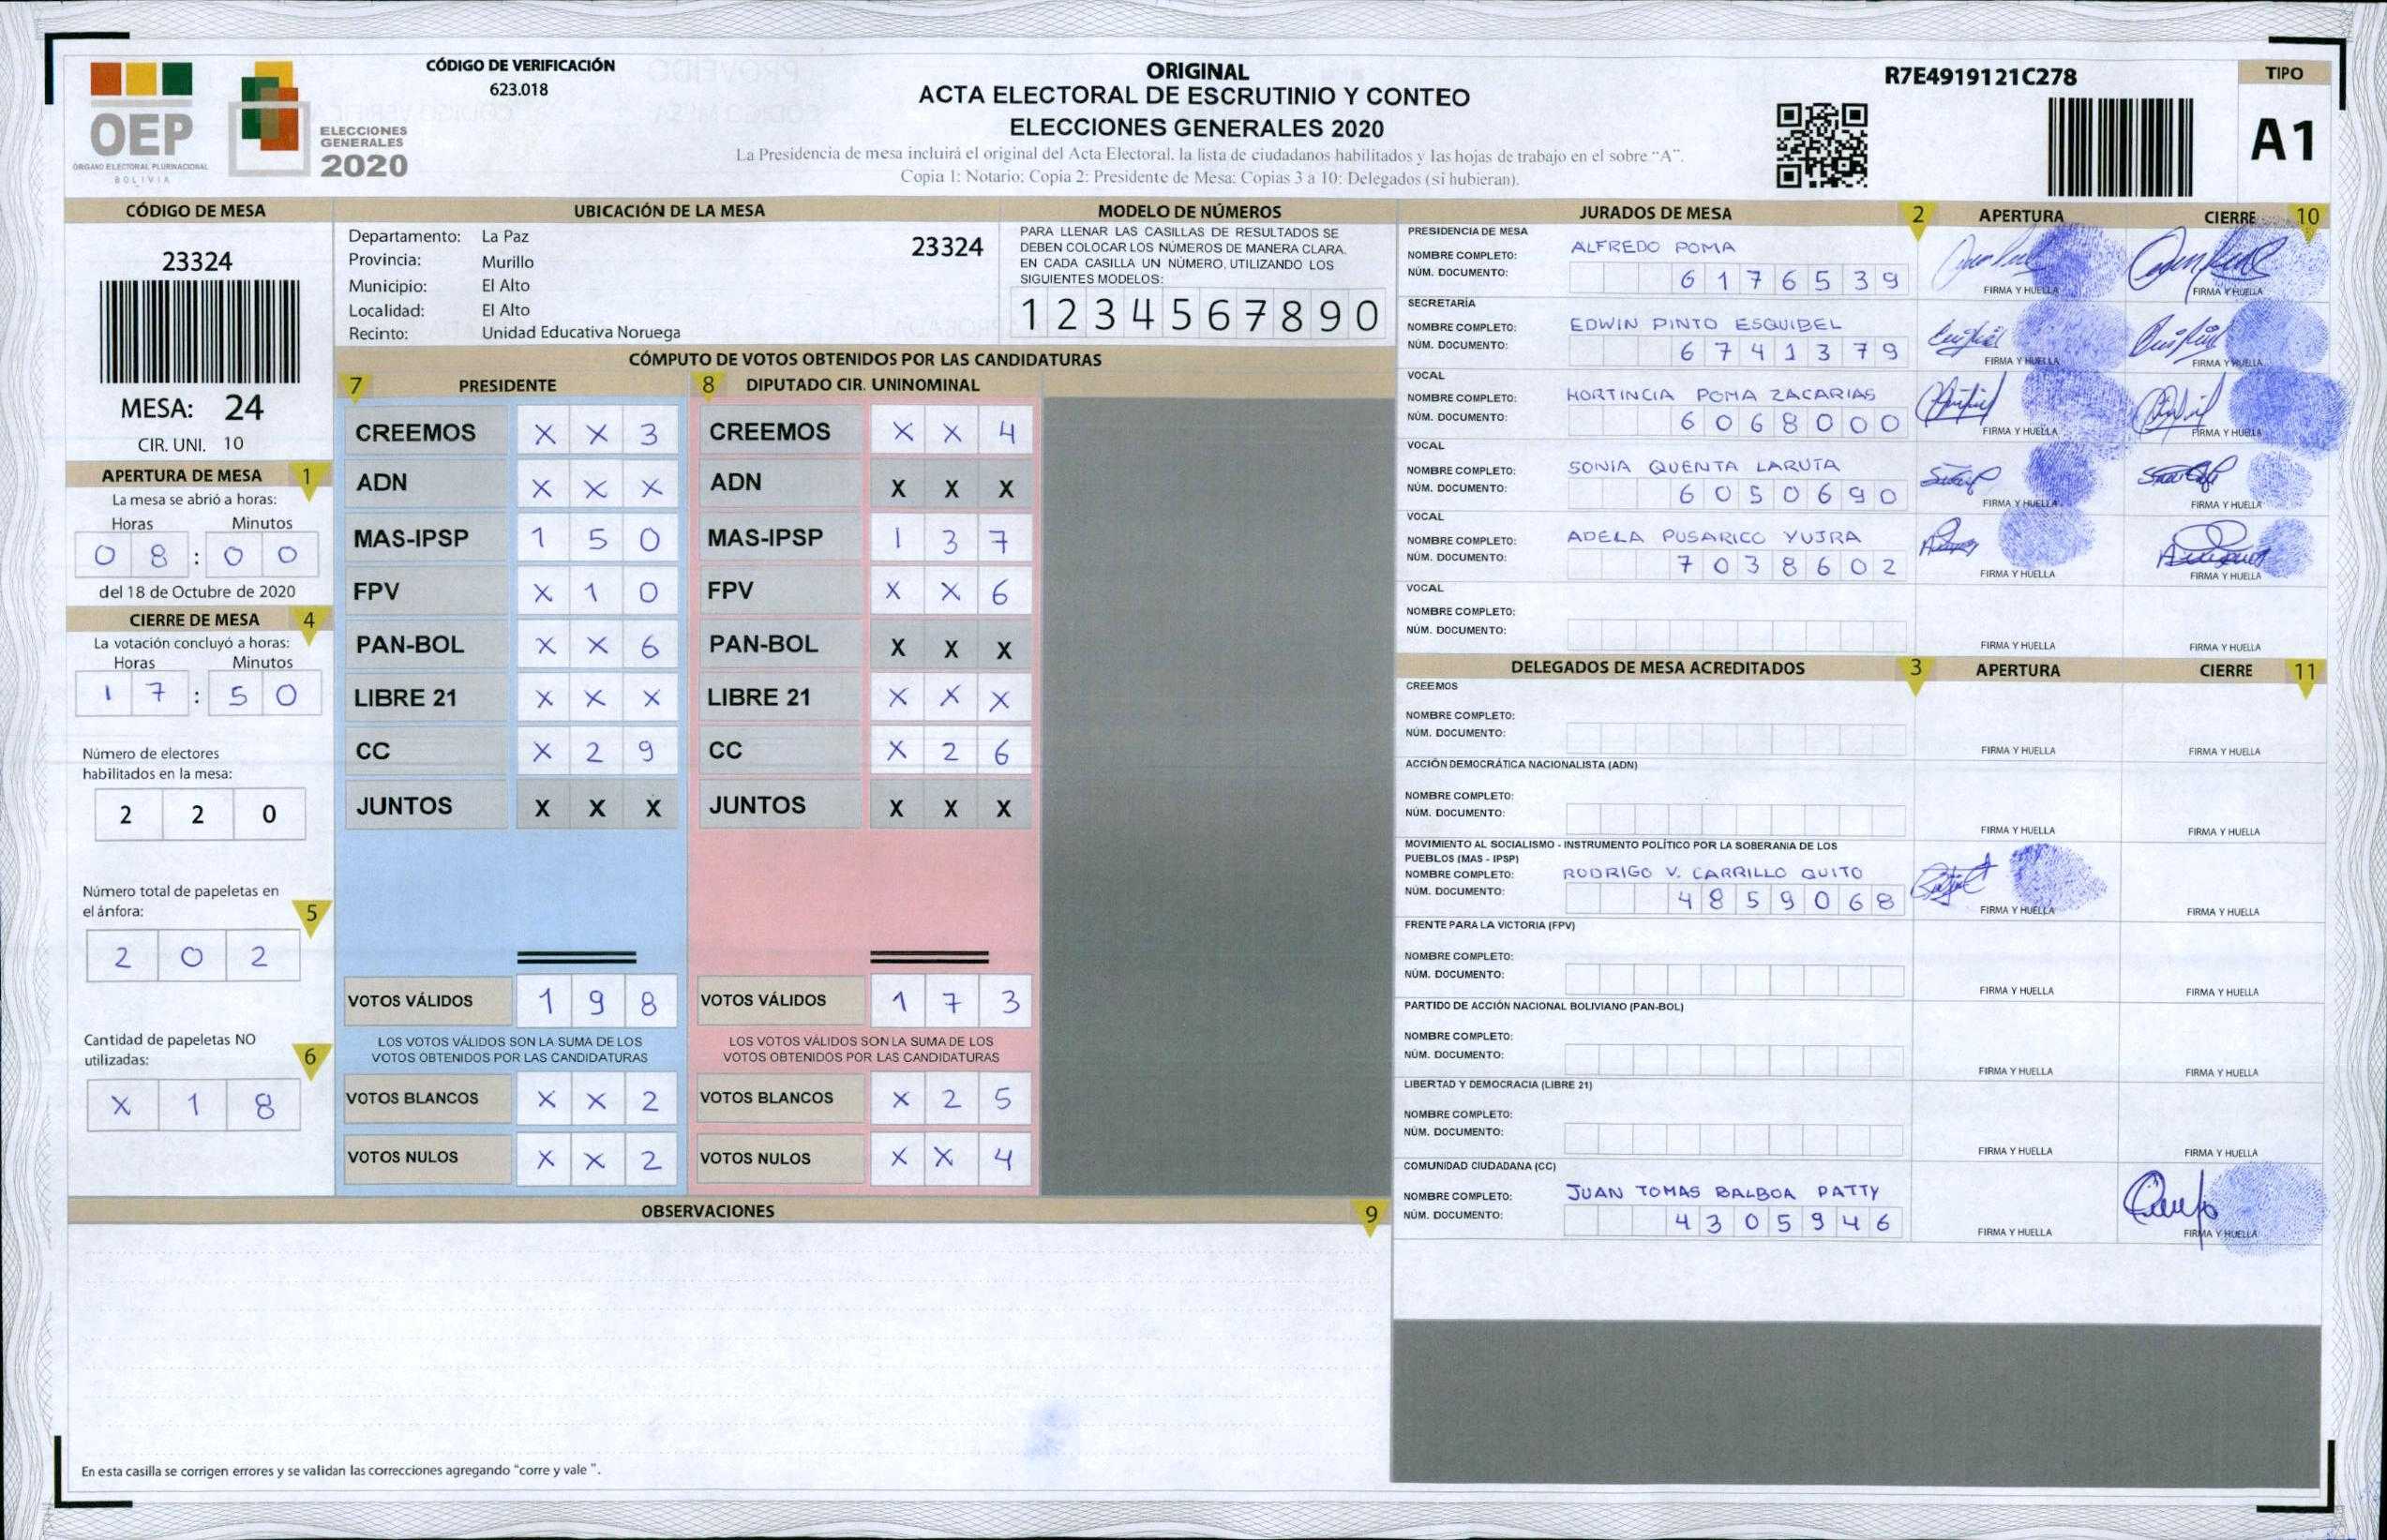 CÓDIGO DE VERIFICACIÓN
623.018
OEP
ÓRGANO ELECTORAL PLURINACIONAL
BOLIVIA
ELECCIONES
GENERALES
2020
ORIGINAL
ACTA ELECTORAL DE ESCRUTINIO Y CONTEO
ELECCIONES GENERALES 2020
La Presidencia de mesa incluirá el original del Acta Electoral, la lista de ciudadanos habilitados y las hojas de trabajo en el sobre "A".
Copia 1: Notario; Copia 2: Presidente de Mesa; Copias 3 a 10: Delegados (si hubieran).
R7E4919121C278
TIPO
A1
CÓDIGO DE MESA
23324
MESA: 24
CIR. UNI. 10
APERTURA DE MESA 1
La mesa se abrió a horas:
Horas Minutos
0 8 : 0 0
del 18 de Octubre de 2020
CIERRE DE MESA 4
La votación concluyó a horas:
Horas Minutos
1 7 : 5 0
Número de electores
habilitados en la mesa:
2 2 0
Número total de papeletas en
el ánfora: 5
2 0 2
Cantidad de papeletas NO
utilizadas: 6
X 1 8
UBICACIÓN DE LA MESA
Departamento: La Paz 23324
Provincia: Murillo
Municipio: El Alto
Localidad: El Alto
Recinto: Unidad Educativa Noruega
MODELO DE NÚMEROS
PARA LLENAR LAS CASILLAS DE RESULTADOS SE
DEBEN COLOCAR LOS NÚMEROS DE MANERA CLARA.
EN CADA CASILLA UN NÚMERO, UTILIZANDO LOS
SIGUIENTES MODELOS:
1 2 3 4 5 6 7 8 9 0
CÓMPUTO DE VOTOS OBTENIDOS POR LAS CANDIDATURAS
7 PRESIDENTE 8 DIPUTADO CIR. UNINOMINAL
CREEMOS X X 3 CREEMOS X X 4
ADN X X X ADN X X X
MAS-IPSP 1 5 0 MAS-IPSP 1 3 7
FPV X 1 0 FPV X X 6
PAN-BOL X X 6 PAN-BOL X X X
LIBRE 21 X X X LIBRE 21 X X X
CC X 2 9 CC X 2 6
JUNTOS X X X JUNTOS X X X
VOTOS VÁLIDOS 1 9 8 VOTOS VÁLIDOS 1 7 3
LOS VOTOS VÁLIDOS SON LA SUMA DE LOS LOS VOTOS VÁLIDOS SON LA SUMA DE LOS
VOTOS OBTENIDOS POR LAS CANDIDATURAS VOTOS OBTENIDOS POR LAS CANDIDATURAS
VOTOS BLANCOS X X 2 VOTOS BLANCOS X 2 5
VOTOS NULOS X X 2 VOTOS NULOS X X 4
OBSERVACIONES 9
En esta casilla se corrigen errores y se validan las correcciones agregando "corre y vale ".
JURADOS DE MESA 2 APERTURA CIERRE 10
PRESIDENCIA DE MESA
NOMBRE COMPLETO: ALFREDO POMA
NÚM. DOCUMENTO: 6 1 7 6 5 3 9
FIRMA Y HUELLA FIRMA Y HUELLA
SECRETARÍA
NOMBRE COMPLETO: EDWIN PINTO ESQUIBEL
NÚM. DOCUMENTO: 6 7 4 1 3 7 9
FIRMA Y HUELLA FIRMA Y HUELLA
VOCAL
NOMBRE COMPLETO: HORTINCIA POMA ZACARIAS
NÚM. DOCUMENTO: 6 0 6 8 0 0 0
FIRMA Y HUELLA FIRMA Y HUELLA
VOCAL
NOMBRE COMPLETO: SONIA QUENTA LARUTA
NÚM. DOCUMENTO: 6 0 5 0 6 9 0
FIRMA Y HUELLA FIRMA Y HUELLA
VOCAL
NOMBRE COMPLETO: ADELA PUSARICO YUJRA
NÚM. DOCUMENTO: 7 0 3 8 6 0 2
FIRMA Y HUELLA FIRMA Y HUELLA
VOCAL
NOMBRE COMPLETO:
NÚM. DOCUMENTO:
FIRMA Y HUELLA FIRMA Y HUELLA
DELEGADOS DE MESA ACREDITADOS 3 APERTURA CIERRE 11
CREEMOS
NOMBRE COMPLETO:
NÚM. DOCUMENTO:
FIRMA Y HUELLA FIRMA Y HUELLA
ACCIÓN DEMOCRÁTICA NACIONALISTA (ADN)
NOMBRE COMPLETO:
NÚM. DOCUMENTO:
FIRMA Y HUELLA FIRMA Y HUELLA
MOVIMIENTO AL SOCIALISMO - INSTRUMENTO POLÍTICO POR LA SOBERANIA DE LOS
PUEBLOS (MAS - IPSP)
NOMBRE COMPLETO: RODRIGO V. CARRILLO QUITO
NÚM. DOCUMENTO: 4 8 5 9 0 6 8
FIRMA Y HUELLA FIRMA Y HUELLA
FRENTE PARA LA VICTORIA (FPV)
NOMBRE COMPLETO:
NÚM. DOCUMENTO:
FIRMA Y HUELLA FIRMA Y HUELLA
PARTIDO DE ACCIÓN NACIONAL BOLIVIANO (PAN-BOL)
NOMBRE COMPLETO:
NÚM. DOCUMENTO:
FIRMA Y HUELLA FIRMA Y HUELLA
LIBERTAD Y DEMOCRACIA (LIBRE 21)
NOMBRE COMPLETO:
NÚM. DOCUMENTO:
FIRMA Y HUELLA FIRMA Y HUELLA
COMUNIDAD CIUDADANA (CC)
NOMBRE COMPLETO: JUAN TOMAS BALBOA PATTY
NÚM. DOCUMENTO: 4 3 0 5 9 4 6
FIRMA Y HUELLA FIRMA Y HUELLA